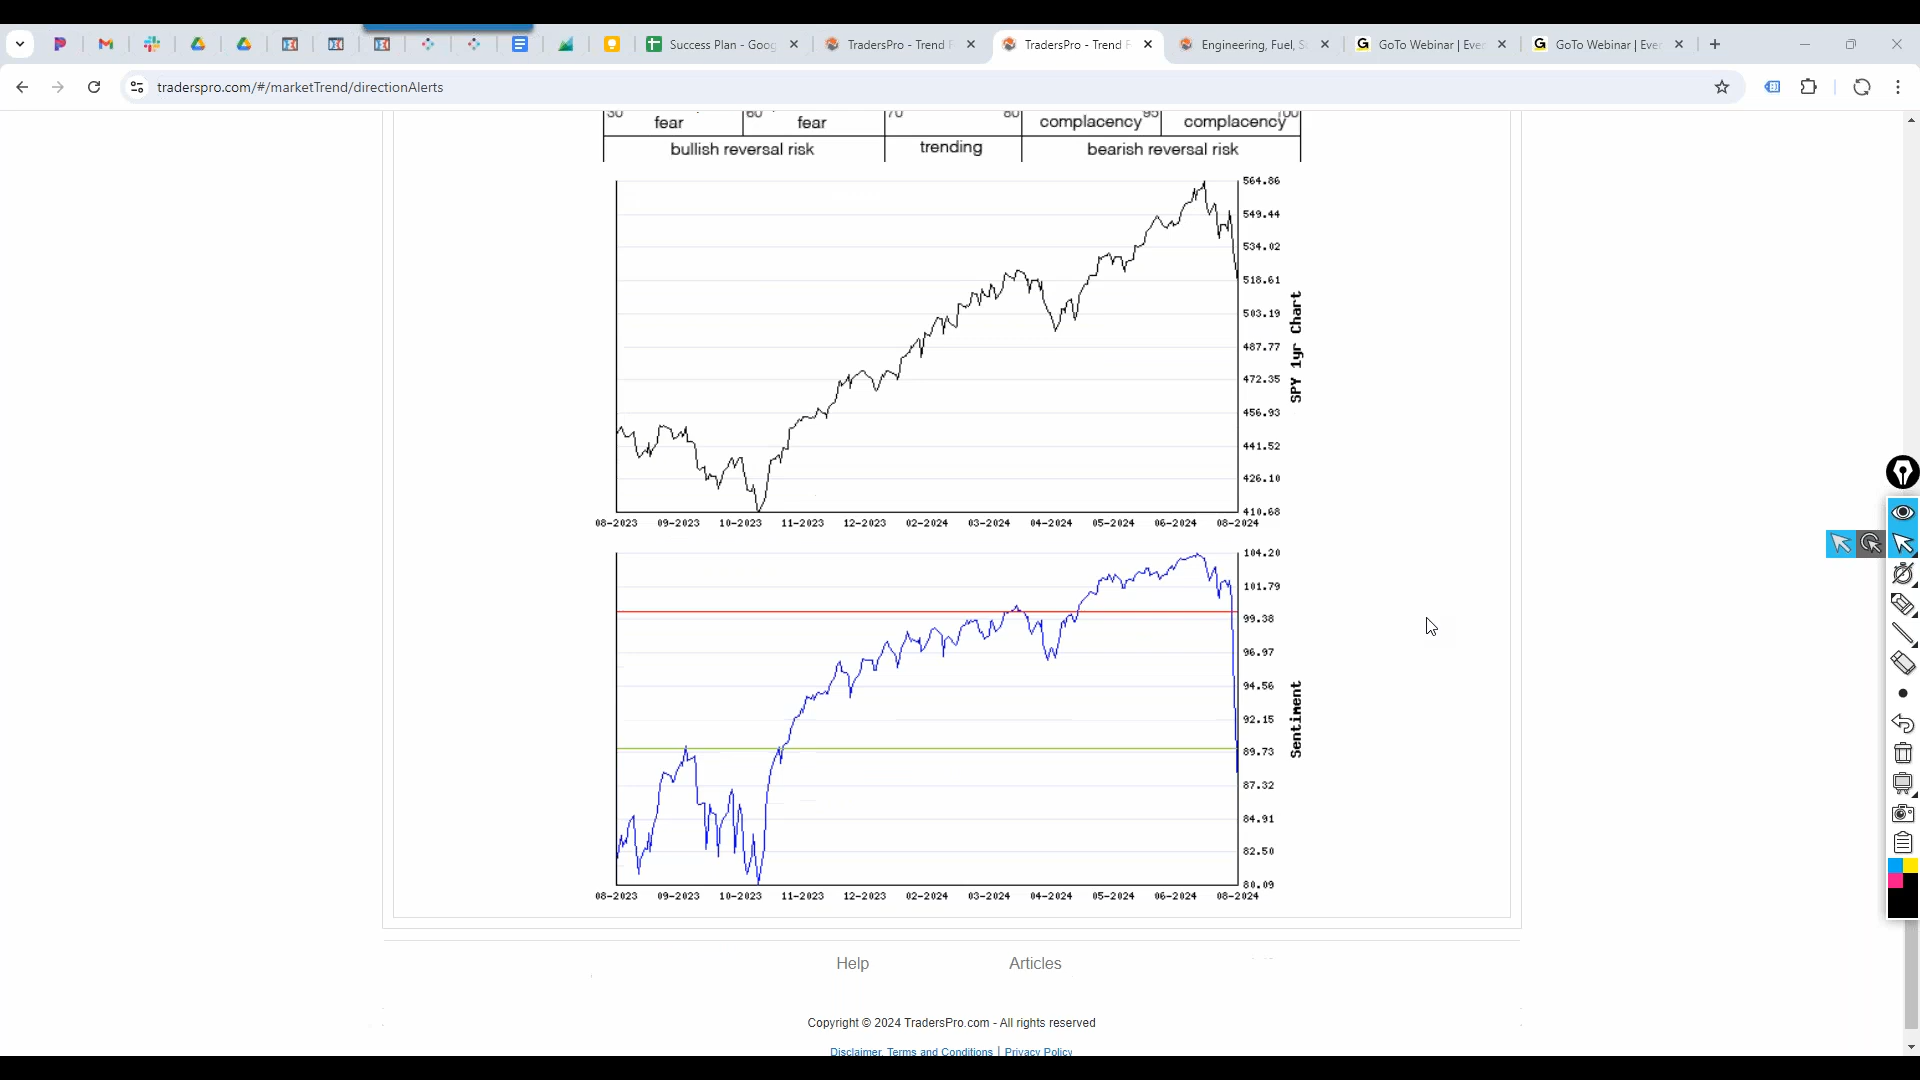 Success Plan - Goog
TradersPro - Trend F
TradersPro - Trend F
Engineering, Fuel, S
GoTo Webinar | Eve
GoTo Webinar | Eve
traderspro.com/#/marketTrend/directionAlerts
30 60 70 80 95 100
fear fear complacency complacency
bullish reversal risk trending bearish reversal risk
564.86
549.44
534.02
518.61
503.19
487.77
472.35
456.93
441.52
426.10
410.68
SPY 1yr Chart
08-2023 09-2023 10-2023 11-2023 12-2023 02-2024 03-2024 04-2024 05-2024 06-2024 08-2024
104.20
101.79
99.38
96.97
94.56
92.15
89.73
87.32
84.91
82.50
80.09
Sentiment
08-2023 09-2023 10-2023 11-2023 12-2023 02-2024 03-2024 04-2024 05-2024 06-2024 08-2024
Help Articles
Copyright © 2024 TradersPro.com - All rights reserved
Disclaimer, Terms and Conditions | Privacy Policy